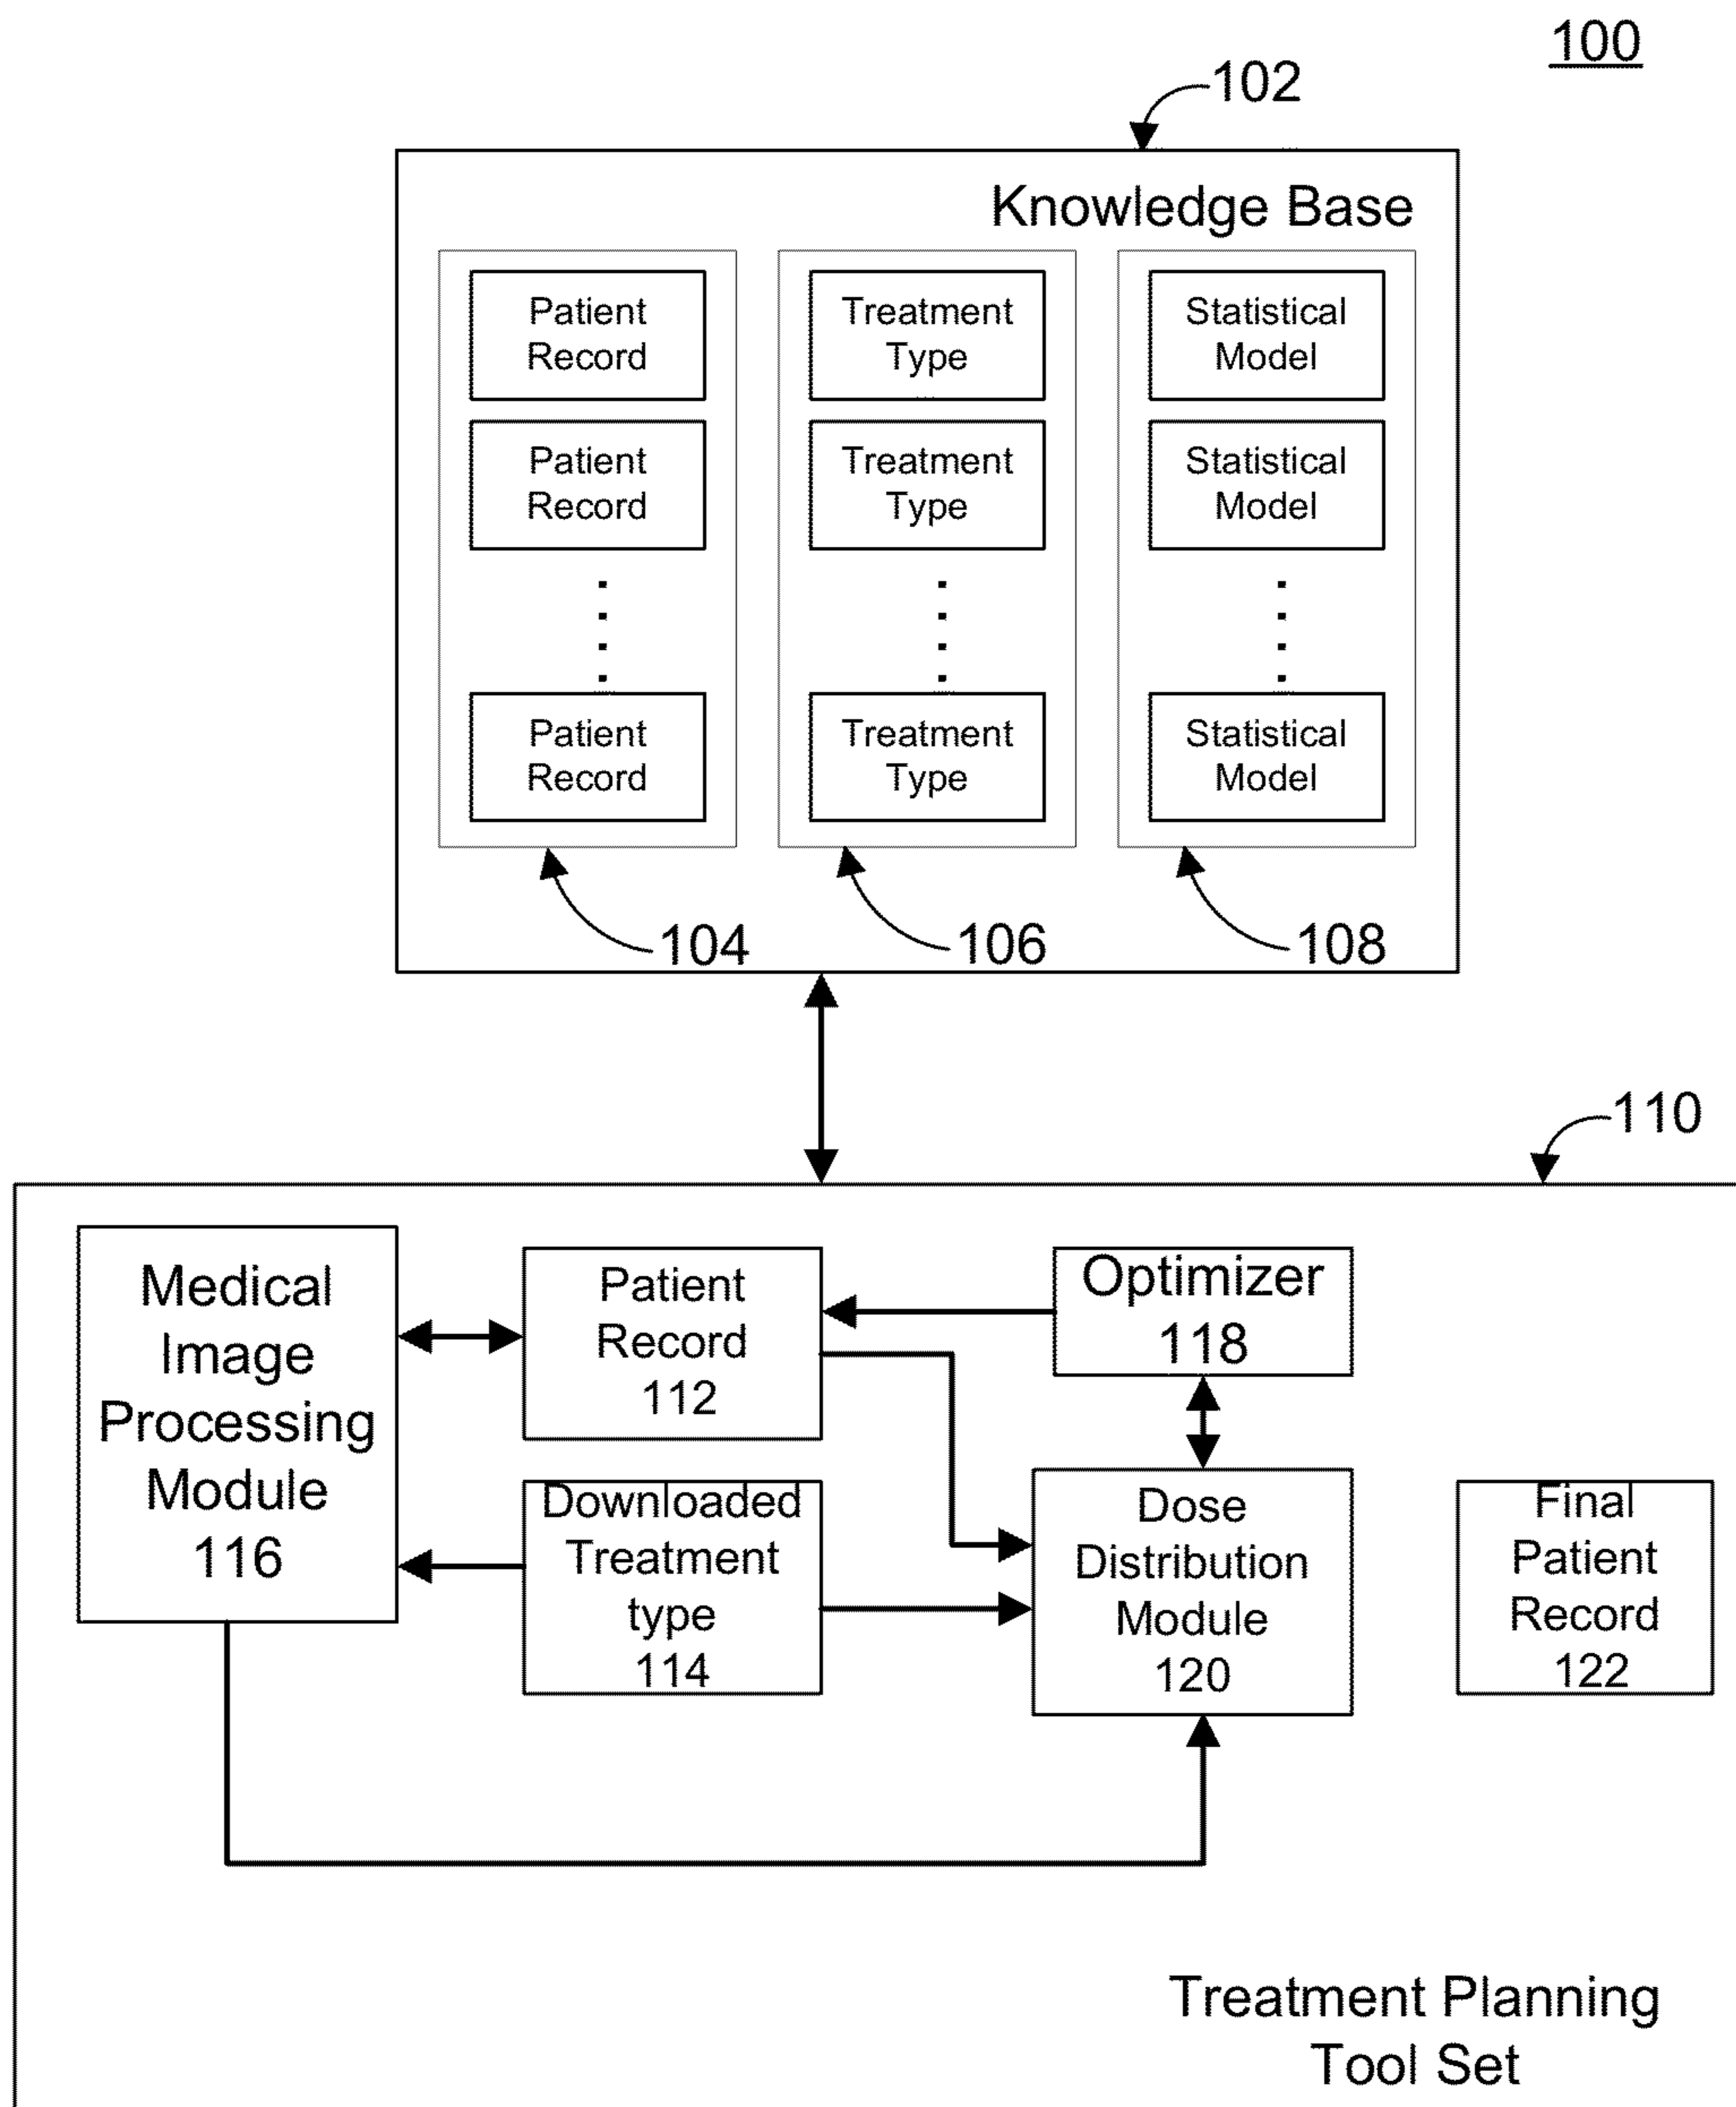 100
102
Knowledge Base
Patient
Record
Treatment
Type
Statistical
Model
Patient
Record
Treatment
Type
Statistical
Model
Patient
Record
Treatment
Type
Statistical
Model
104
106
108
110
Medical
Image
Processing
Module
116
Patient
Record
112
Optimizer
118
Downloaded
Treatment
type
114
Dose
Distribution
Module
120
Final
Patient
Record
122
Treatment Planning
Tool Set